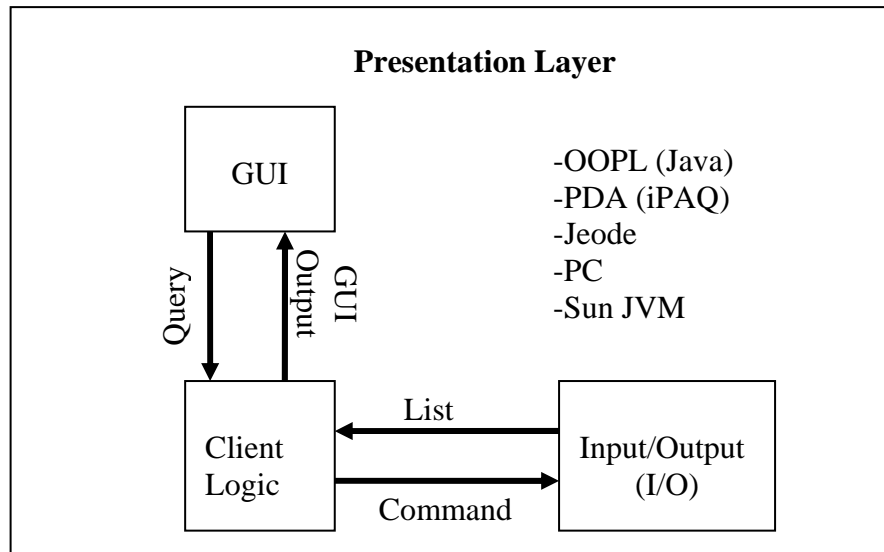 Presentation Layer
GUI
-OOPL (Java)
-PDA (iPAQ)
-Jeode
-PC
-Sun JVM
Query
GUI
Output
List
Client
Logic
Input/Output
(I/O)
Command